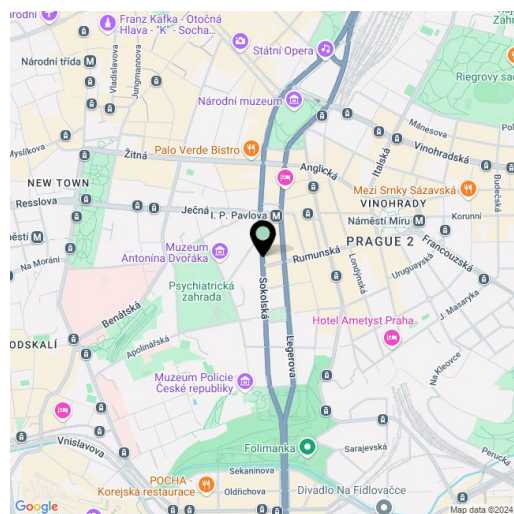 Národní
Franz Kafka - Otočná
Hlava - "K" - Socha...
Státní Opera
Národní třída
Vladislavova
Jungmannova
Riegrovy sad
Národní muzeum
Mánesova
Myslíkova
Palo Verde Bistro
Vinohradská
Žitná
Anglická
Italská
NEW TOWN
Mezi Srnky Sázavská
Budečská
Resslova
Ječná
VINOHRADY
I. P. Pavlova
Náměstí Míru
Korunní
městí
Muzeum
Antonína Dvořáka
PRAGUE 2
Na Moráni
Rumunská
Francouzská
Londýnská
Uruguayská
Psychiatrická
zahrada
Sokolská
J. Masaryka
Benátská
Hotel Ametyst Praha
ODSKALÍ
Apolinářská
Legerova
Muzeum Policie
České republiky
Na Kleovce
Vnislavova
Folimanka
Sarajevská
Perucká
Sekaninova
POCHA -
Korejská restaurace
Oldřichova
Divadlo Na Fidlovačce
Google
Map data ©2024